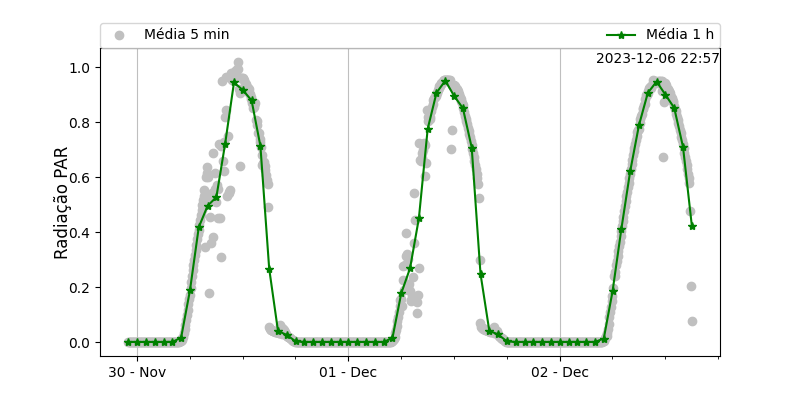 Média 5 min
Média 1 h
2023-12-06 22:57
Radiação PAR
1.0
0.8
0.6
0.4
0.2
0.0
30 - Nov
01 - Dec
02 - Dec